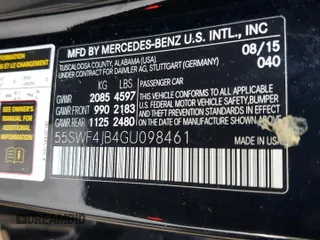 MFD BY MERCEDES-BENZ U.S. INTL., INC
TUSCALOOSA COUNTY, ALABAMA (USA)
UNDER CONTRACT FOR DAIMLER AG, STUTTGART (GERMANY)
08/15
040
KG LBS PASSENGER CAR
GVWR 2085 4597
GAWR FRONT 990 2183
GAWR REAR 1125 2480
THIS VEHICLE CONFORMS TO ALL APPLICABLE
U.S. FEDERAL MOTOR VEHICLE SAFETY, BUMPER, AND
THEFT PREVENTION STANDARDS IN EFFECT ON THE
DATE OF MANUFACTURE SHOWN ABOVE.
55SWF4JB4GU098461
SEE OWNER'S
MANUAL FOR
ADDITIONAL
INFORMATION